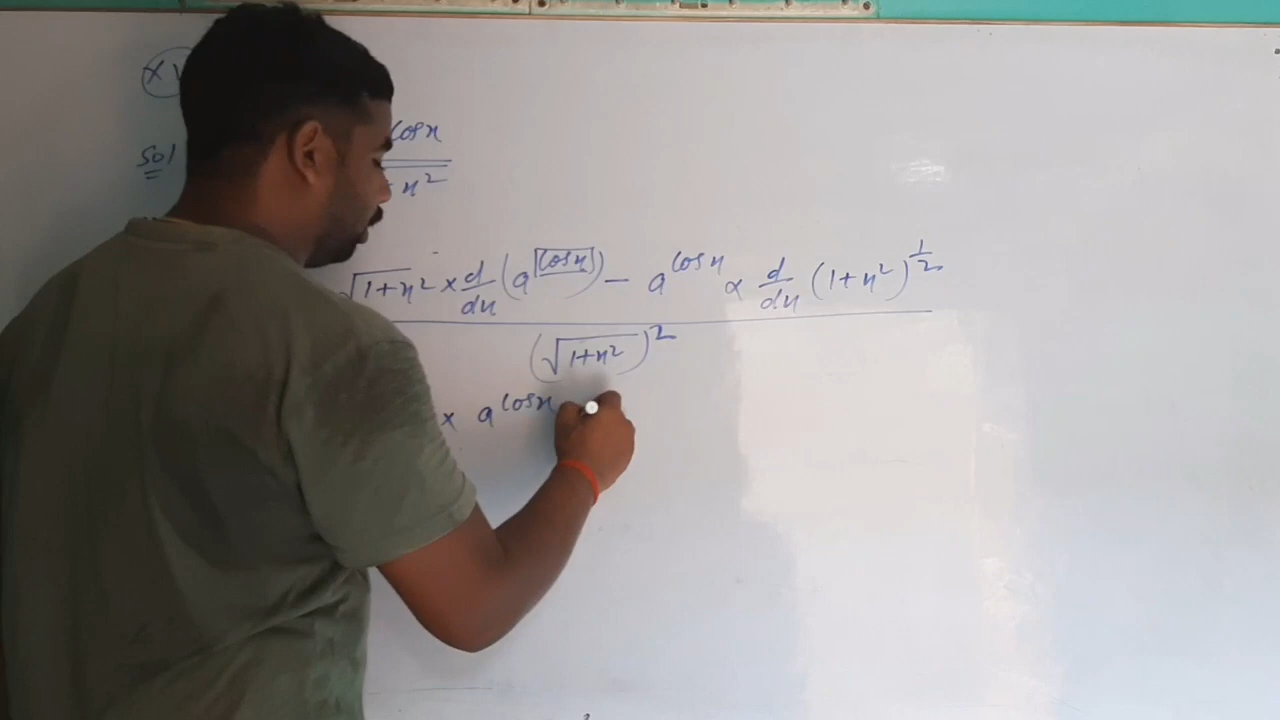 Sol
cos x
x²
√1+x² × d/dx (a^cos x) − a^cos x × d/dx (1+x²)^1/2
(√1+x²)²
× a^cos x